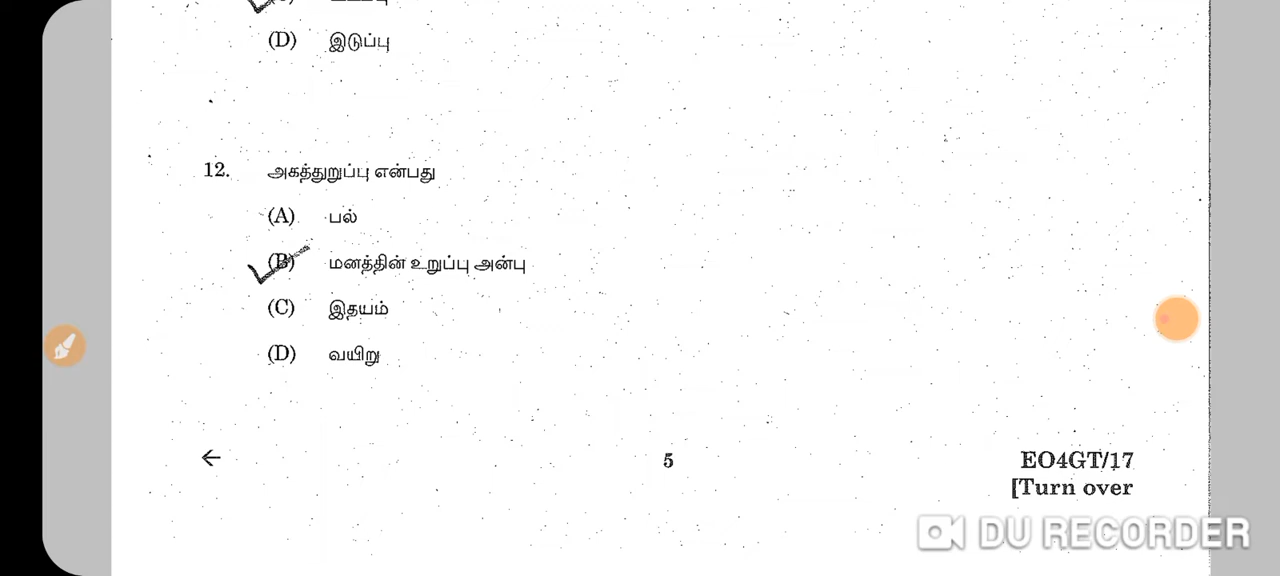 (D) இடுப்பு
12. அகத்துறுப்பு என்பது
(A) பல்
(B) மனத்தின் உறுப்பு அன்பு
(C) இதயம்
(D) வயிறு
← 5 EO4GT/17
[Turn over
DU RECORDER